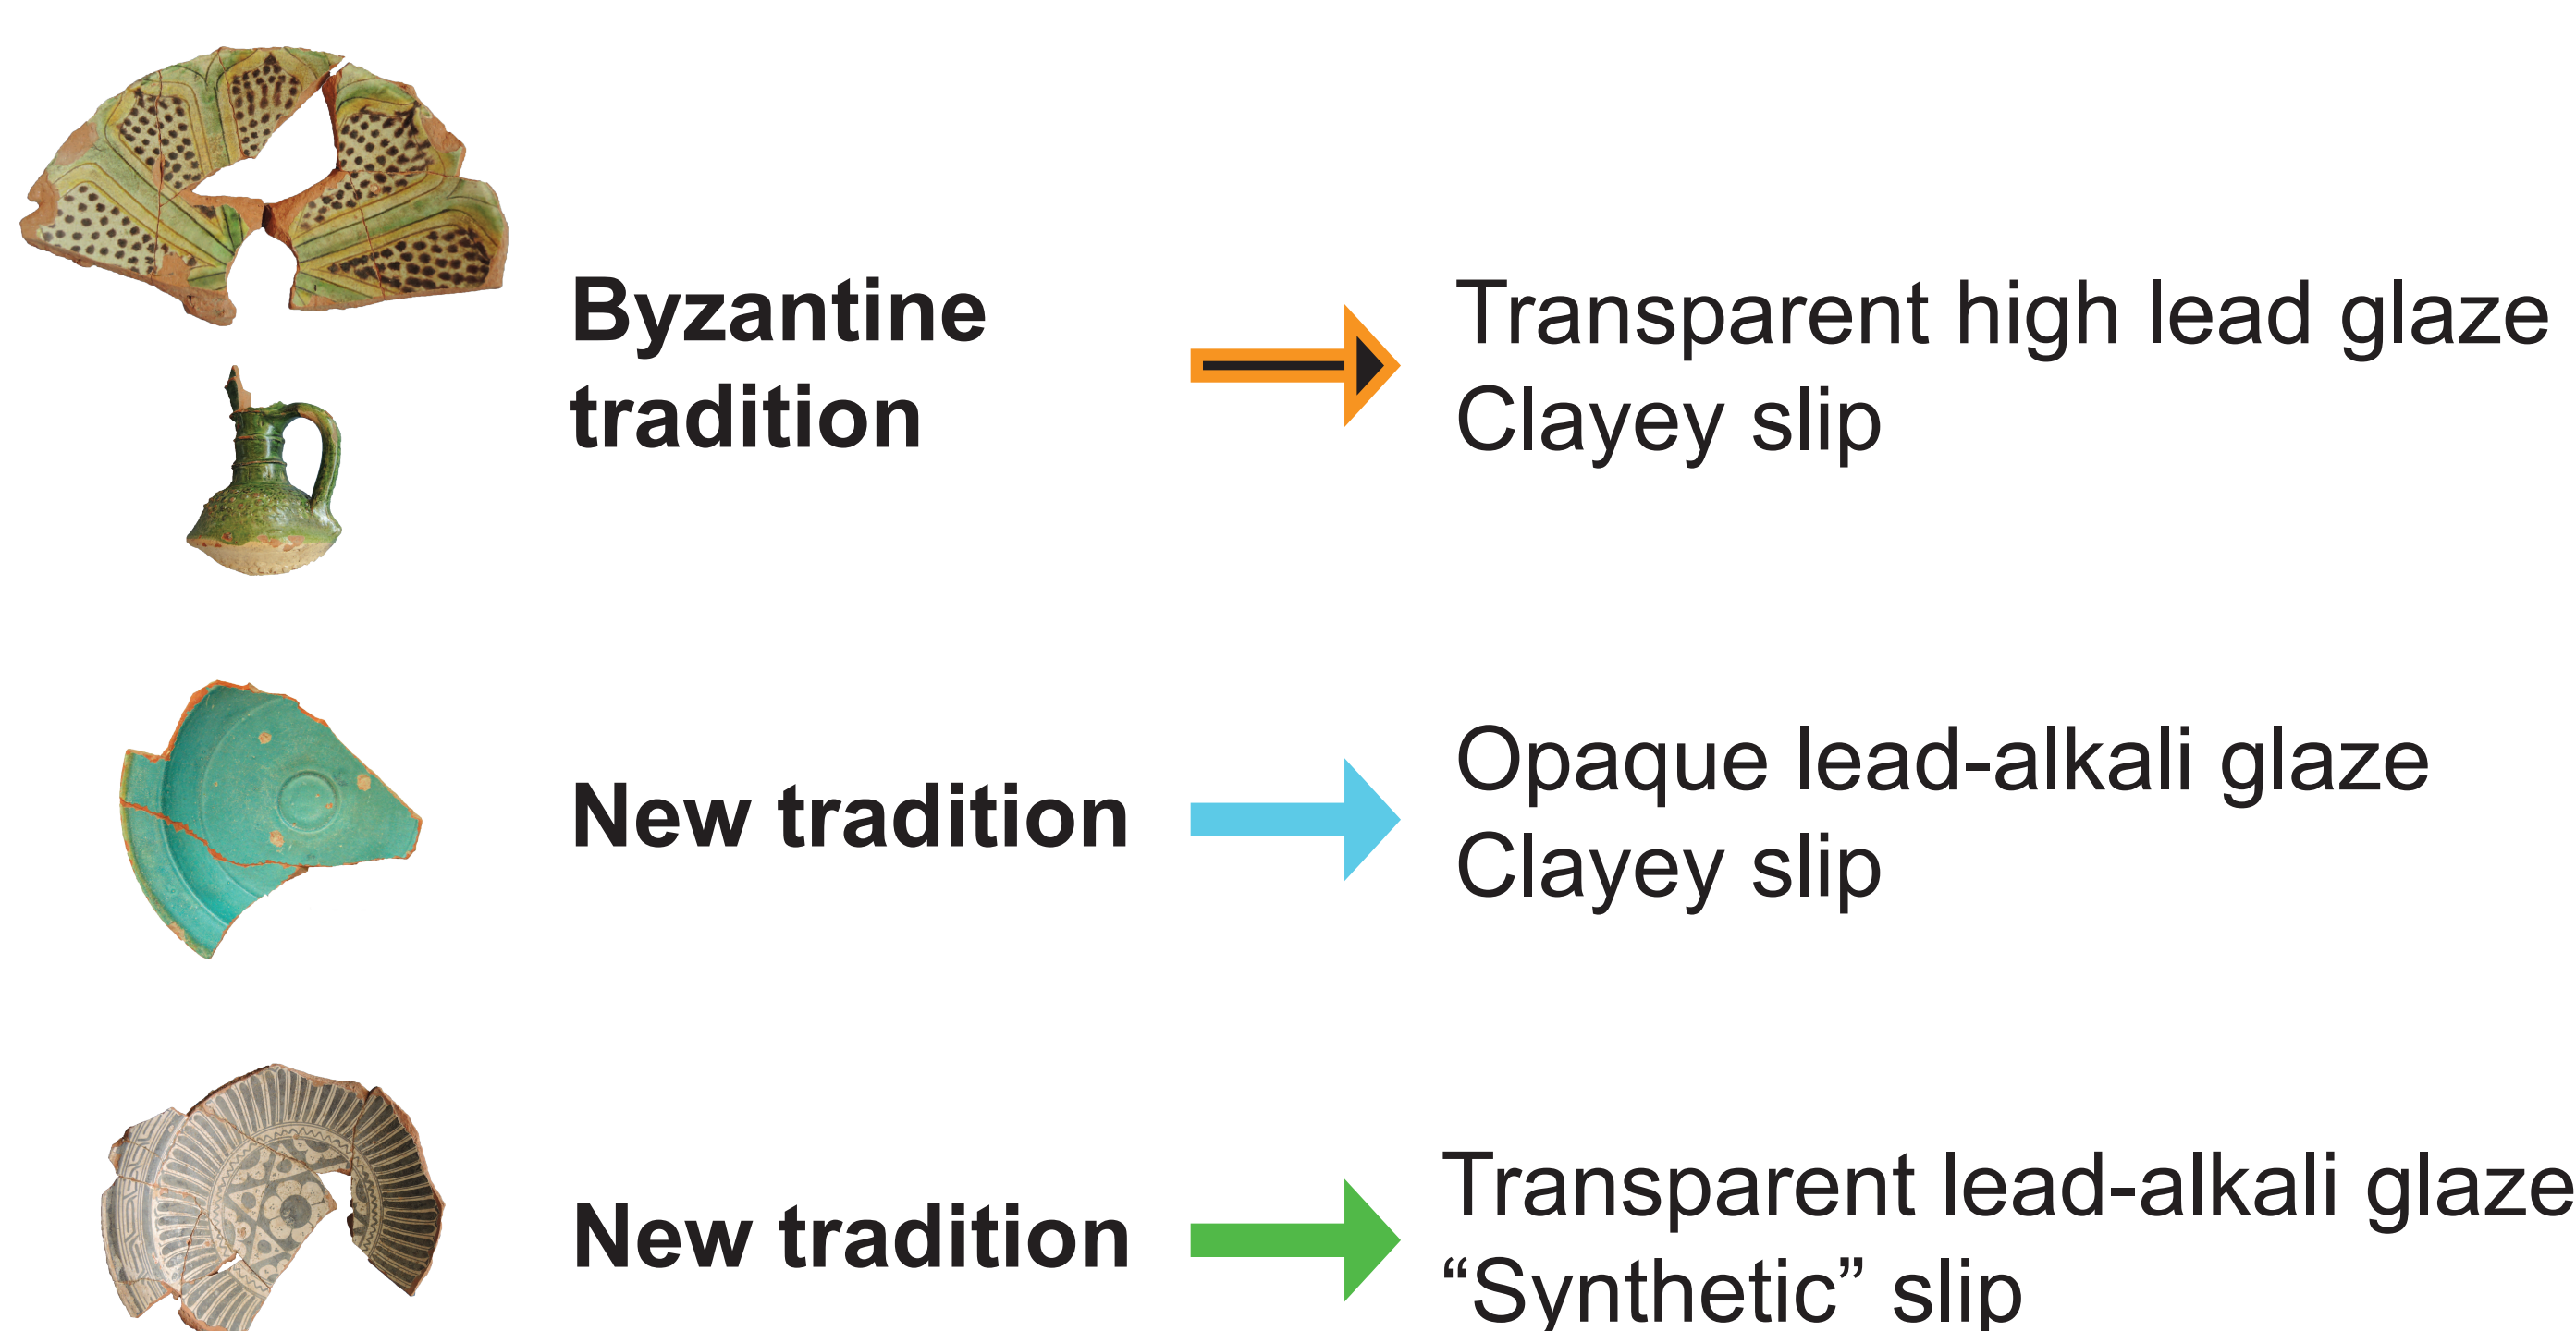 Byzantine
tradition
Transparent high lead glaze
Clayey slip
New tradition
Opaque lead-alkali glaze
Clayey slip
New tradition
Transparent lead-alkali glaze
“Synthetic” slip